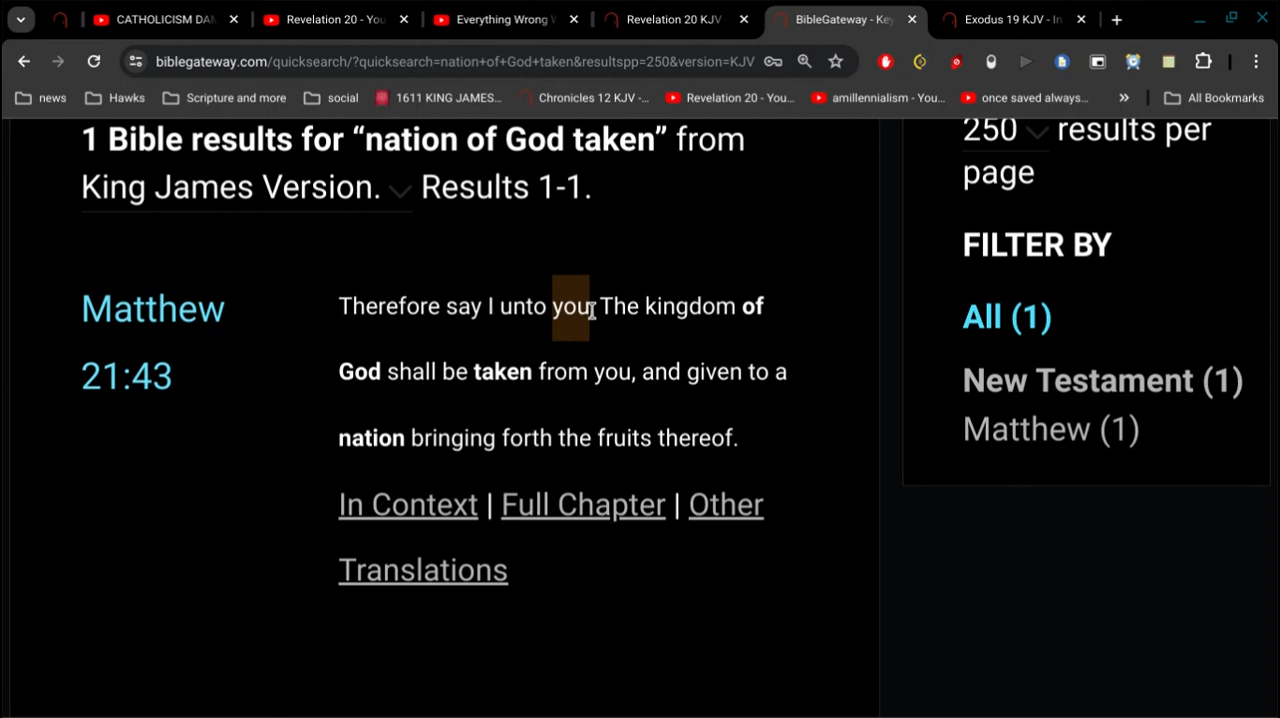 CATHOLICISM DAM
Revelation 20 - You
Everything Wrong V
Revelation 20 KJV
BibleGateway - Key
Exodus 19 KJV - In
biblegateway.com/quicksearch/?quicksearch=nation+of+God+taken&resultspp=250&version=KJV
news
Hawks
Scripture and more
social
1611 KING JAMES...
Chronicles 12 KJV -...
Revelation 20 - You...
amillennialism - You...
once saved always...
»
All Bookmarks
1 Bible results for “nation of God taken” from
King James Version. Results 1-1.
Matthew
21:43
Therefore say I unto you, The kingdom of
God shall be taken from you, and given to a
nation bringing forth the fruits thereof.
In Context | Full Chapter | Other
Translations
250 results per
page
FILTER BY
All (1)
New Testament (1)
Matthew (1)